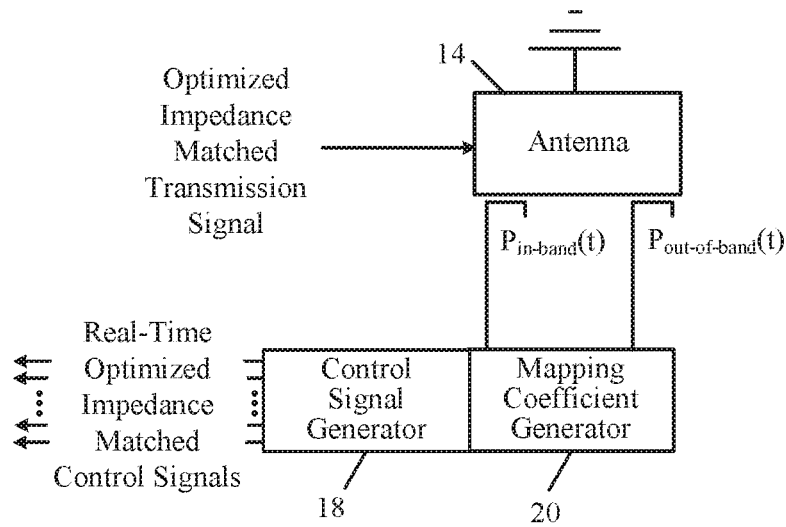 14
Optimized
Impedance
Matched
Transmission
Signal
Antenna
Pin-band(t)
Pout-of-band(t)
Real-Time
Optimized
Impedance
Matched
Control Signals
Control
Signal
Generator
Mapping
Coefficient
Generator
18
20